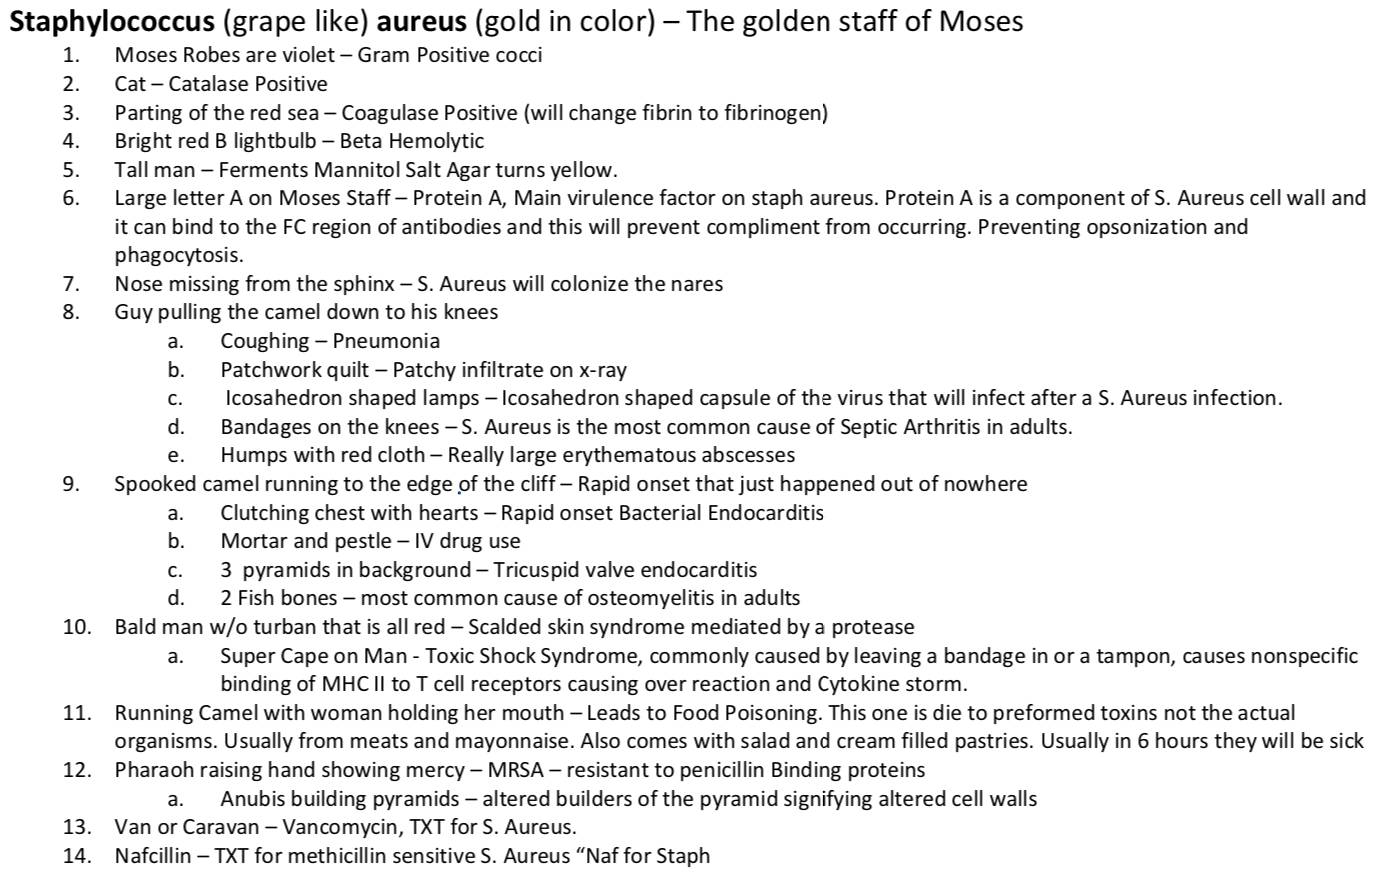 Staphylococcus (grape like) aureus (gold in color) – The golden staff of Moses
1. Moses Robes are violet – Gram Positive cocci
2. Cat – Catalase Positive
3. Parting of the red sea – Coagulase Positive (will change fibrin to fibrinogen)
4. Bright red B lightbulb – Beta Hemolytic
5. Tall man – Ferments Mannitol Salt Agar turns yellow.
6. Large letter A on Moses Staff – Protein A, Main virulence factor on staph aureus. Protein A is a component of S. Aureus cell wall and
it can bind to the FC region of antibodies and this will prevent compliment from occurring. Preventing opsonization and
phagocytosis.
7. Nose missing from the sphinx – S. Aureus will colonize the nares
8. Guy pulling the camel down to his knees
a. Coughing – Pneumonia
b. Patchwork quilt – Patchy infiltrate on x-ray
c. Icosahedron shaped lamps – Icosahedron shaped capsule of the virus that will infect after a S. Aureus infection.
d. Bandages on the knees – S. Aureus is the most common cause of Septic Arthritis in adults.
e. Humps with red cloth – Really large erythematous abscesses
9. Spooked camel running to the edge of the cliff – Rapid onset that just happened out of nowhere
a. Clutching chest with hearts – Rapid onset Bacterial Endocarditis
b. Mortar and pestle – IV drug use
c. 3 pyramids in background – Tricuspid valve endocarditis
d. 2 Fish bones – most common cause of osteomyelitis in adults
10. Bald man w/o turban that is all red – Scalded skin syndrome mediated by a protease
a. Super Cape on Man - Toxic Shock Syndrome, commonly caused by leaving a bandage in or a tampon, causes nonspecific
binding of MHC II to T cell receptors causing over reaction and Cytokine storm.
11. Running Camel with woman holding her mouth – Leads to Food Poisoning. This one is die to preformed toxins not the actual
organisms. Usually from meats and mayonnaise. Also comes with salad and cream filled pastries. Usually in 6 hours they will be sick
12. Pharaoh raising hand showing mercy – MRSA – resistant to penicillin Binding proteins
a. Anubis building pyramids – altered builders of the pyramid signifying altered cell walls
13. Van or Caravan – Vancomycin, TXT for S. Aureus.
14. Nafcillin – TXT for methicillin sensitive S. Aureus “Naf for Staph